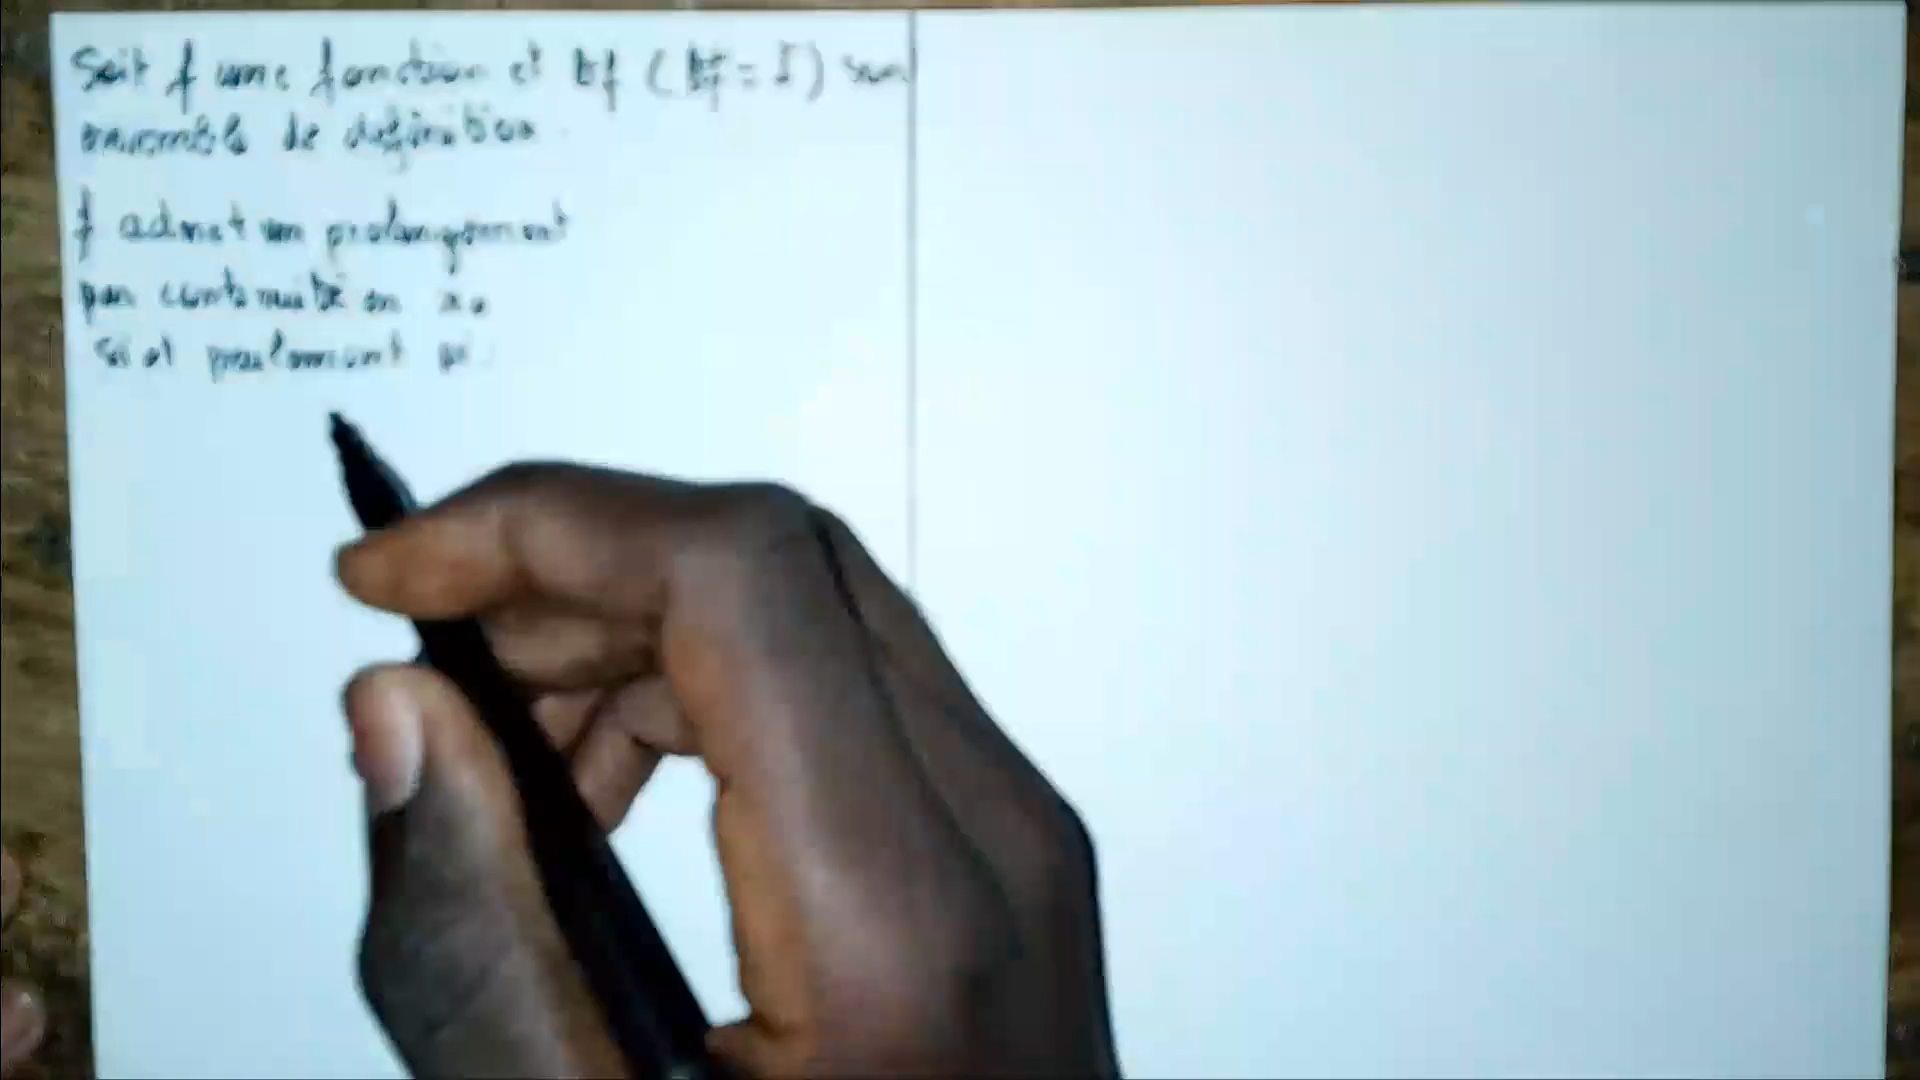 Soit f une fonction et Df (Df = I) son
ensemble de définition.
f admet un prolongement
par continuité en x₀
si et seulement si :